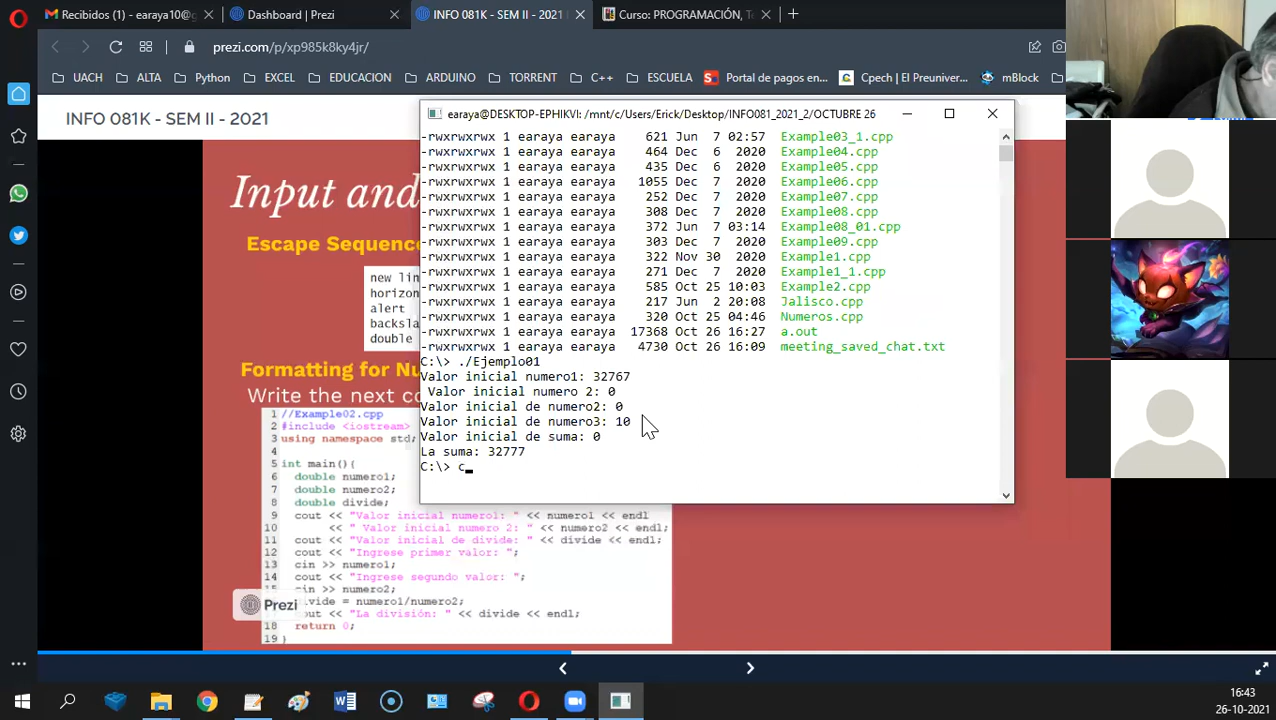 Recibidos (1) - earaya10@g
Dashboard | Prezi
INFO 081K - SEM II - 2021
Curso: PROGRAMACIÓN, T
prezi.com/p/xp985k8ky4jr/
UACH
ALTA
Python
EXCEL
EDUCACION
ARDUINO
TORRENT
C++
ESCUELA
Portal de pagos en...
Cpech | El Preuniver...
mBlock
INFO 081K - SEM II - 2021
Input and
Escape Sequenc
new lin
horizon
alert
backsla
double
Formatting for Nu
Write the next co
1 //Example02.cpp
2 #include <iostream>
3 using namespace std;
4
5 int main(){
6 double numero1;
7 double numero2;
8 double divide;
9 cout << "Valor inicial numero1: " << numero1 << endl
10 << " Valor inicial numero 2: " << numero2 << endl;
11 cout << "Valor inicial de divide: " << divide << endl;
12 cout << "Ingrese primer valor: ";
13 cin >> numero1;
14 cout << "Ingrese segundo valor: ";
in >> numero2;
ivide = numero1/numero2;
out << "La división: " << divide << endl;
18 return 0;
19 }
Prezi
earaya@DESKTOP-EPHIKVI: /mnt/c/Users/Erick/Desktop/INFO081_2021_2/OCTUBRE 26
-rwxrwxrwx 1 earaya earaya 621 Jun 7 02:57 Example03_1.cpp
-rwxrwxrwx 1 earaya earaya 464 Dec 6 2020 Example04.cpp
-rwxrwxrwx 1 earaya earaya 435 Dec 6 2020 Example05.cpp
-rwxrwxrwx 1 earaya earaya 1055 Dec 7 2020 Example06.cpp
-rwxrwxrwx 1 earaya earaya 252 Dec 7 2020 Example07.cpp
-rwxrwxrwx 1 earaya earaya 308 Dec 7 2020 Example08.cpp
-rwxrwxrwx 1 earaya earaya 372 Jun 7 03:14 Example08_01.cpp
-rwxrwxrwx 1 earaya earaya 303 Dec 7 2020 Example09.cpp
-rwxrwxrwx 1 earaya earaya 322 Nov 30 2020 Example1.cpp
-rwxrwxrwx 1 earaya earaya 271 Dec 7 2020 Example1_1.cpp
-rwxrwxrwx 1 earaya earaya 585 Oct 25 10:03 Example2.cpp
-rwxrwxrwx 1 earaya earaya 217 Jun 2 20:08 Jalisco.cpp
-rwxrwxrwx 1 earaya earaya 320 Oct 25 04:46 Numeros.cpp
-rwxrwxrwx 1 earaya earaya 17368 Oct 26 16:27 a.out
-rwxrwxrwx 1 earaya earaya 4730 Oct 26 16:09 meeting_saved_chat.txt
C:\> ./Ejemplo01
Valor inicial numero1: 32767
Valor inicial numero 2: 0
Valor inicial de numero2: 0
Valor inicial de numero3: 10
Valor inicial de suma: 0
La suma: 32777
C:\> c_
16:43
26-10-2021